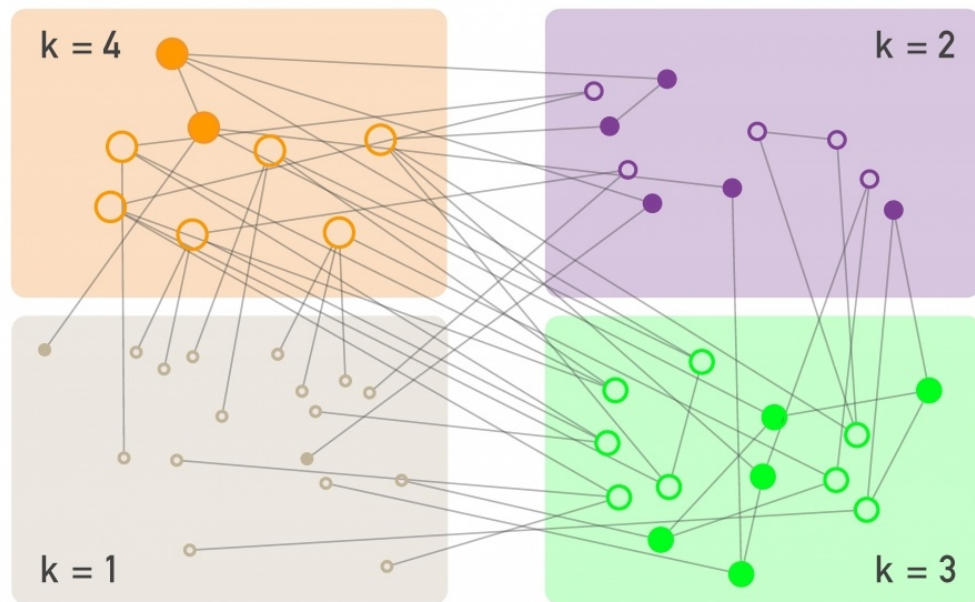 k = 4
k = 2
k = 1
k = 3